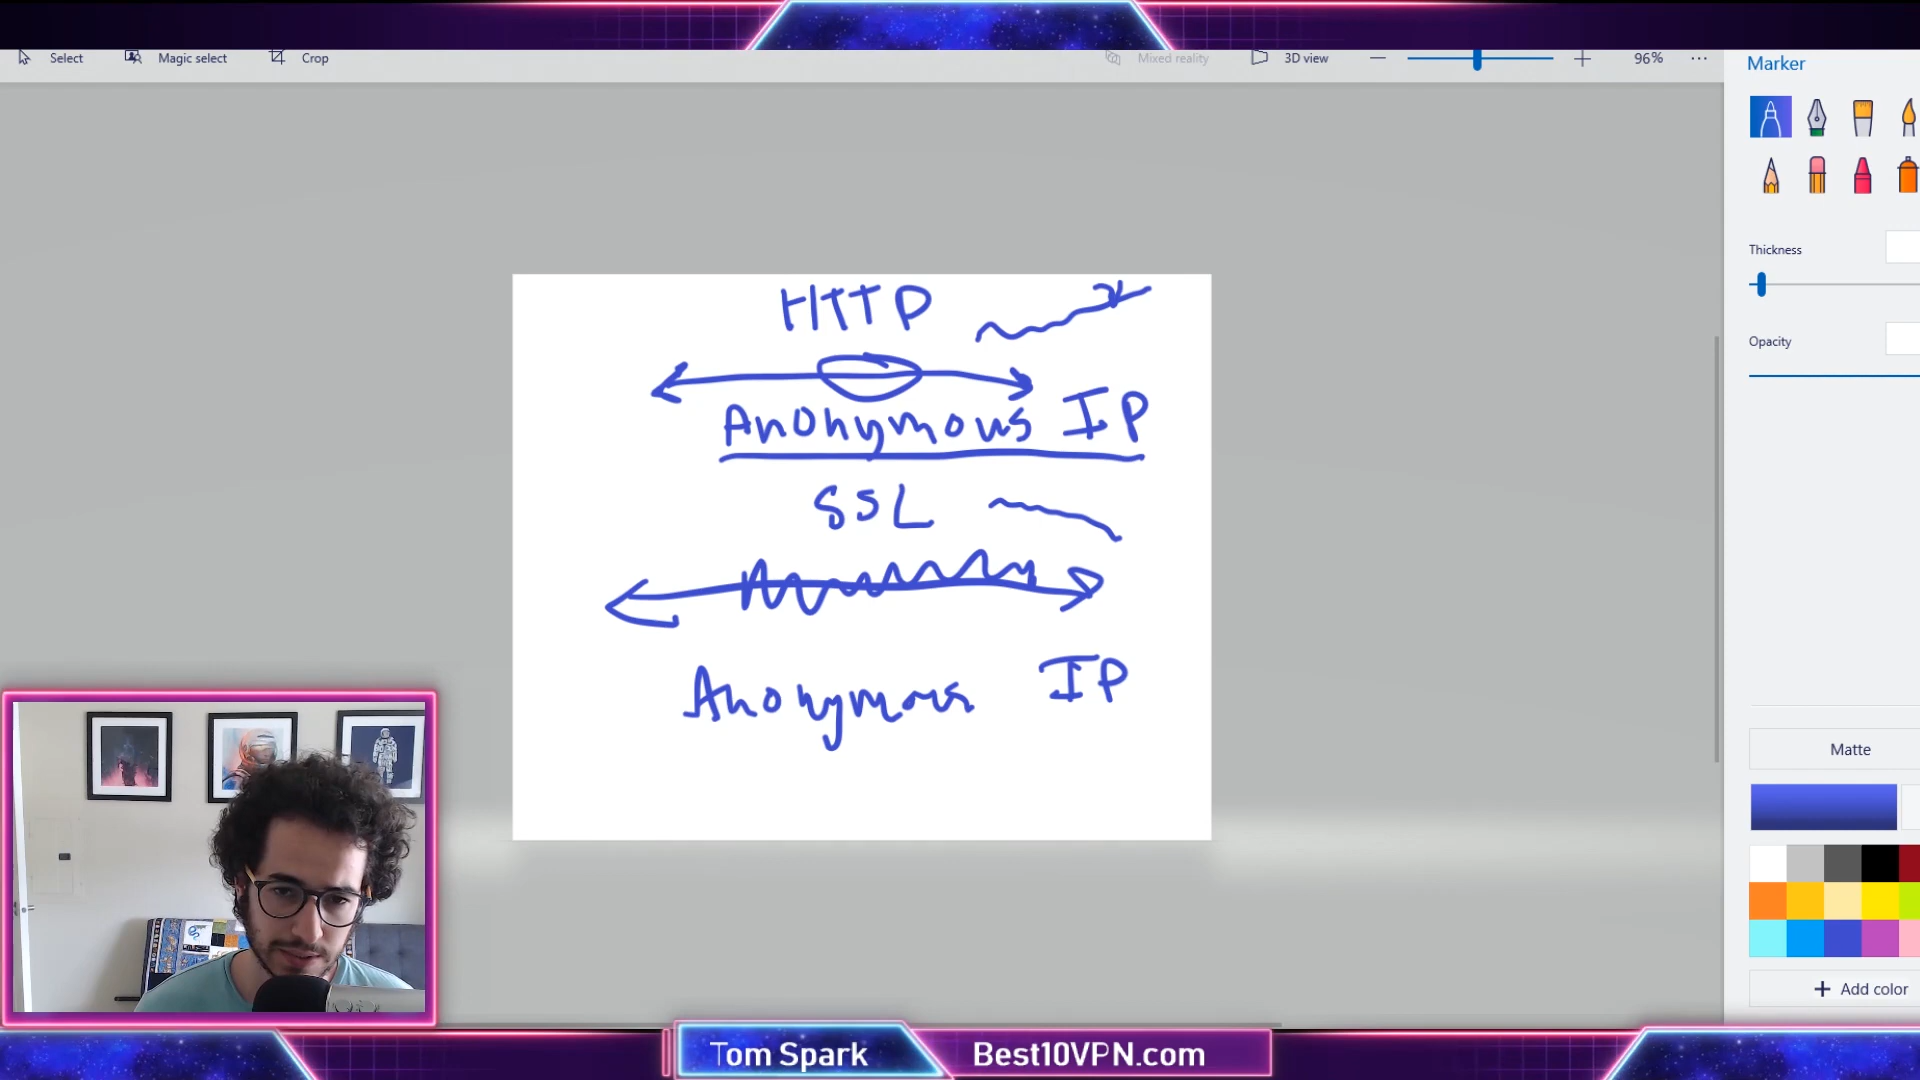 Select Magic select Crop Mixed reality 3D view 96%
Marker
Thickness
Opacity
HTTP
Anonymous IP
SSL
Anonymous IP
Matte
Add color
Tom Spark Best10VPN.com